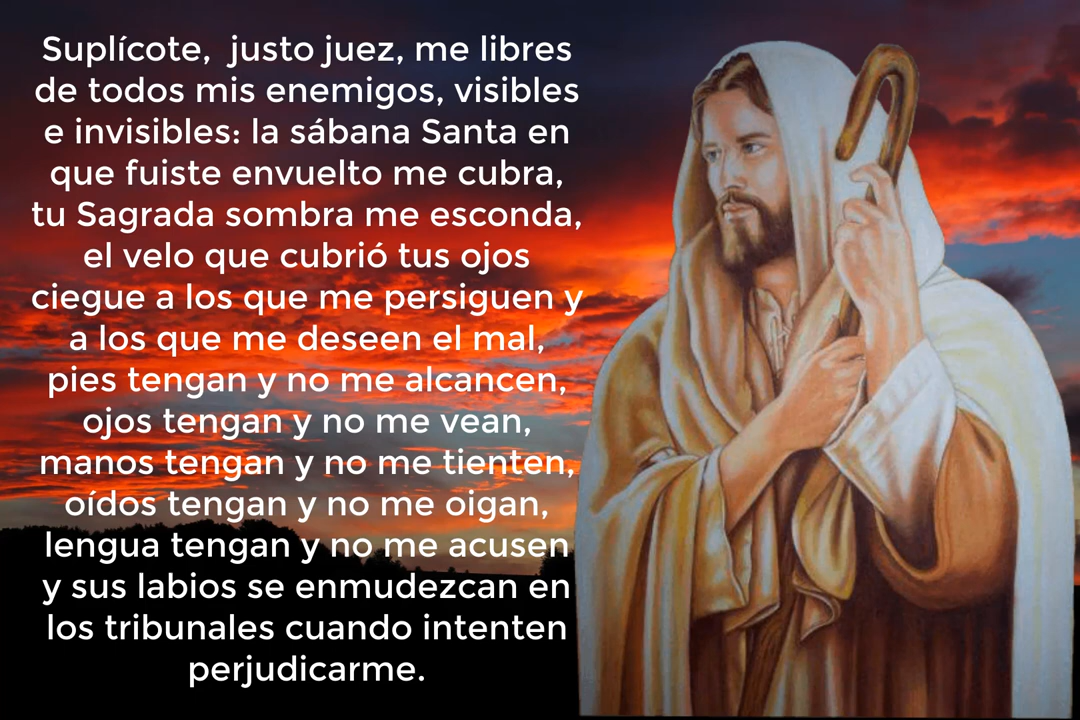 Suplícote, justo juez, me libres
de todos mis enemigos, visibles
e invisibles: la sábana Santa en
que fuiste envuelto me cubra,
tu Sagrada sombra me esconda,
el velo que cubrió tus ojos
ciegue a los que me persiguen y
a los que me deseen el mal,
pies tengan y no me alcancen,
ojos tengan y no me vean,
manos tengan y no me tienten,
oídos tengan y no me oigan,
lengua tengan y no me acusen
y sus labios se enmudezcan en
los tribunales cuando intenten
perjudicarme.